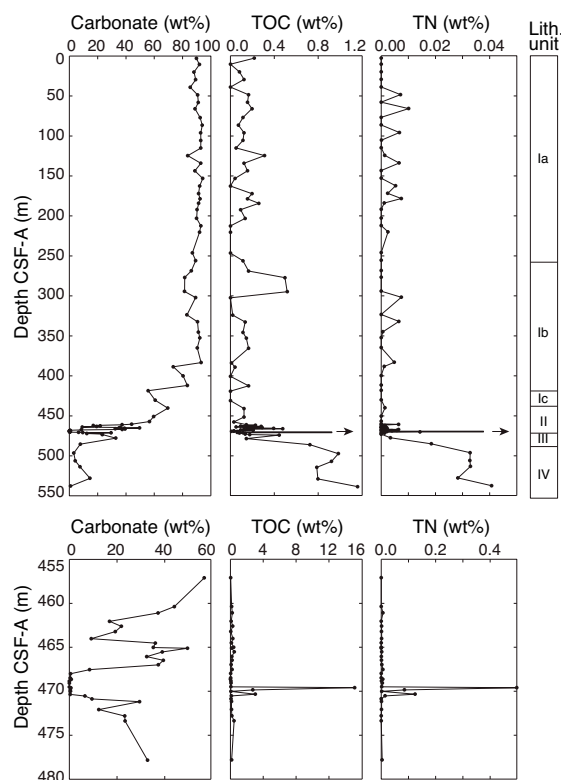 Carbonate (wt%) TOC (wt%) TN (wt%)
Lith.
unit
0 20 40 60 80 100 0.0 0.4 0.8 1.2 0.000 0.02 0.04
Depth CSF-A (m)
0
50
100
150
200
250
300
350
400
450
500
550
Ia
Ib
Ic
II
III
IV
Carbonate (wt%) TOC (wt%) TN (wt%)
0 20 40 60 0 4 8 12 16 0.0 0.2 0.4
Depth CSF-A (m)
455
460
465
470
475
480